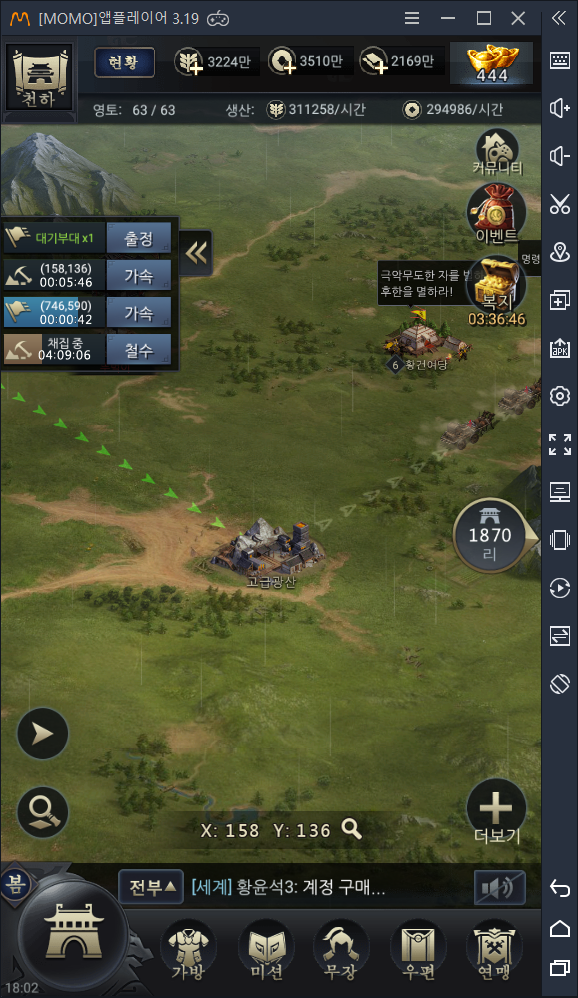 [MOMO]앱플레이어 3.19
천하
현황
3224만
3510만
2169만
444
영토: 63 / 63
생산:
311258/시간
294986/시간
커뮤니티
대기부대 x1
출정
이벤트
(158,136)
00:05:46
가속
명령
극악무도한 지를 벌
후한을 멸하라!
복지
03:36:46
(746,590)
00:00:42
가속
채집 중
04:09:06
철수
6 황건여당
1870
리
고급광산
X: 158 Y: 136
더보기
봄
전부
[세계] 황윤석3: 계정 구매...
가방
미션
무장
우편
연맹
18:02
APK